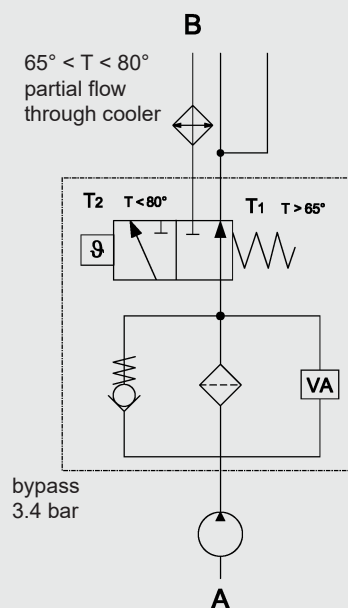 B
65° < T < 80°
partial flow
through cooler
T2 T < 80°
T1 T > 65°
ϑ
VA
bypass
3.4 bar
A